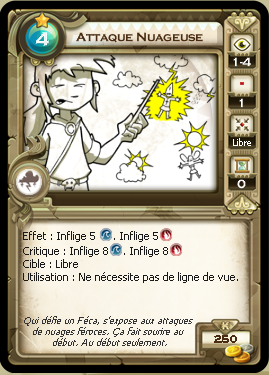 4
ATTAQUE NUAGEUSE
1-4
1
Libre
0
Effet : Inflige 5 . Inflige 5
Critique : Inflige 8 . Inflige 8
Cible : Libre
Utilisation : Ne nécessite pas de ligne de vue.
Qui défie un Féca, s'expose aux attaques
de nuages féroces. Ça fait sourire au
début. Au début seulement.
K
250